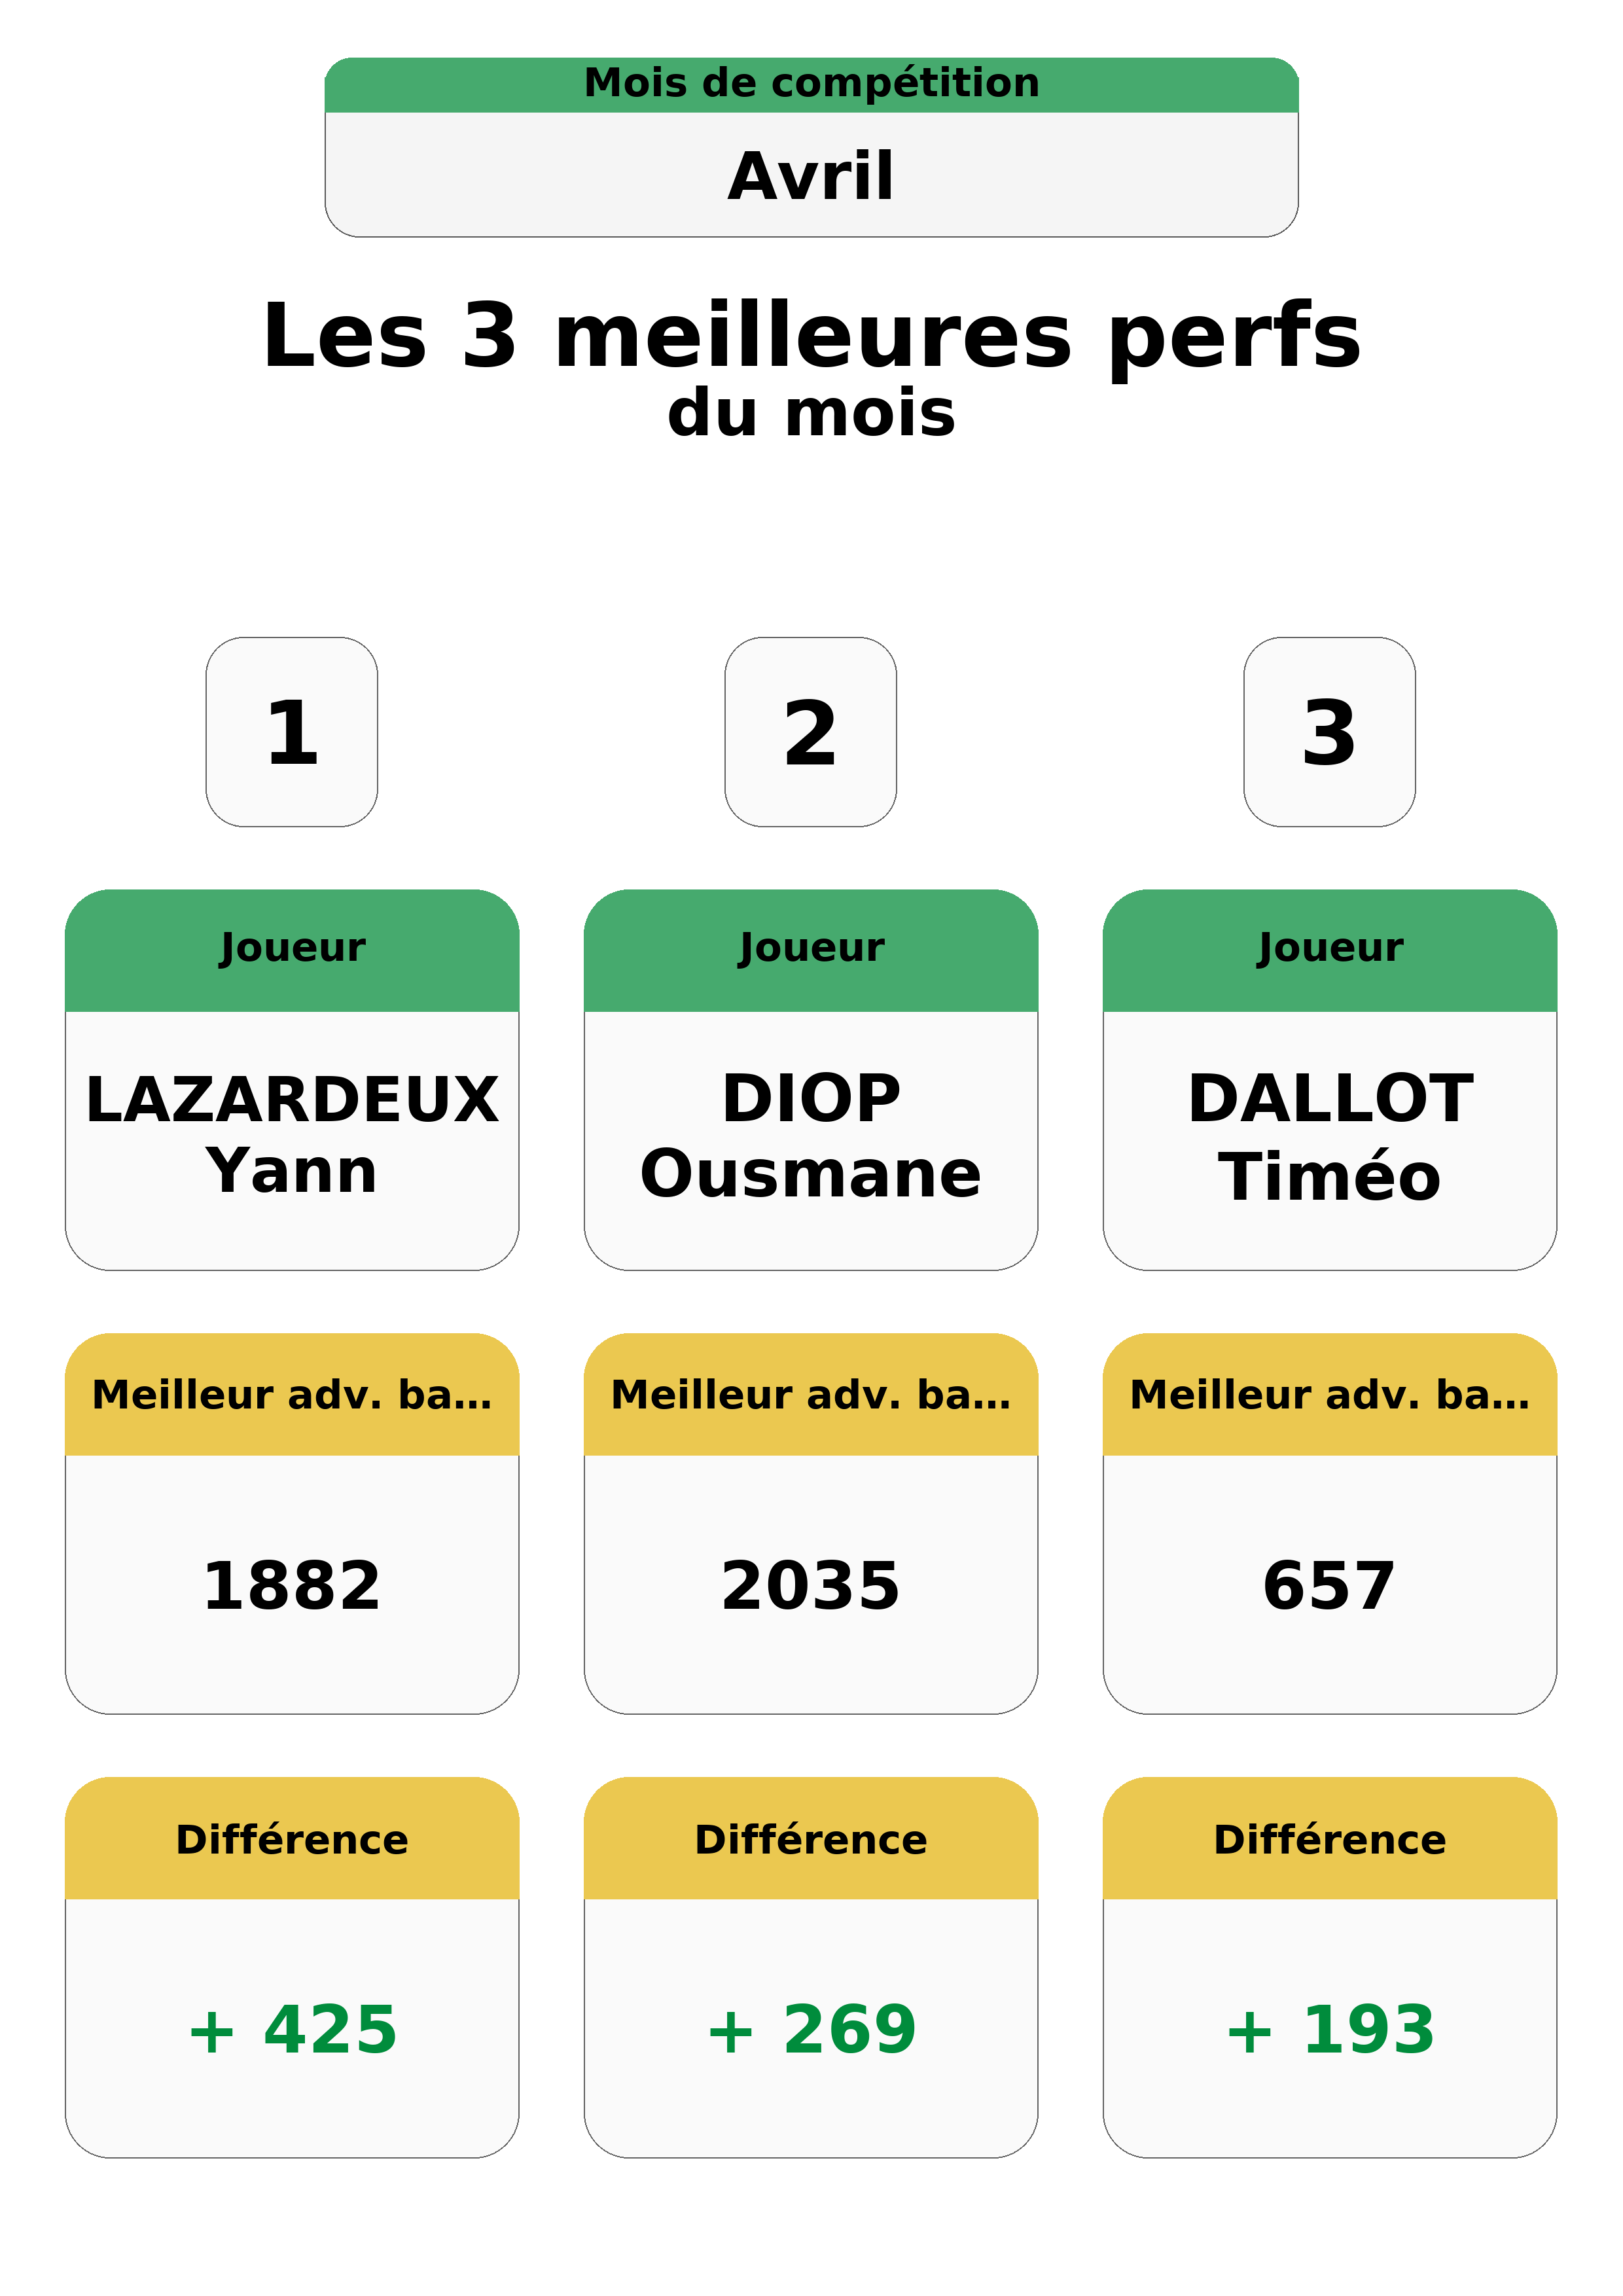 Mois de compétition
Avril
Les 3 meilleures perfs
du mois
1
2
3
Joueur
Joueur
Joueur
LAZARDEUX
Yann
DIOP
Ousmane
DALLOT
Timéo
Meilleur adv. ba...
Meilleur adv. ba...
Meilleur adv. ba...
1882
2035
657
Différence
Différence
Différence
+ 425
+ 269
+ 193